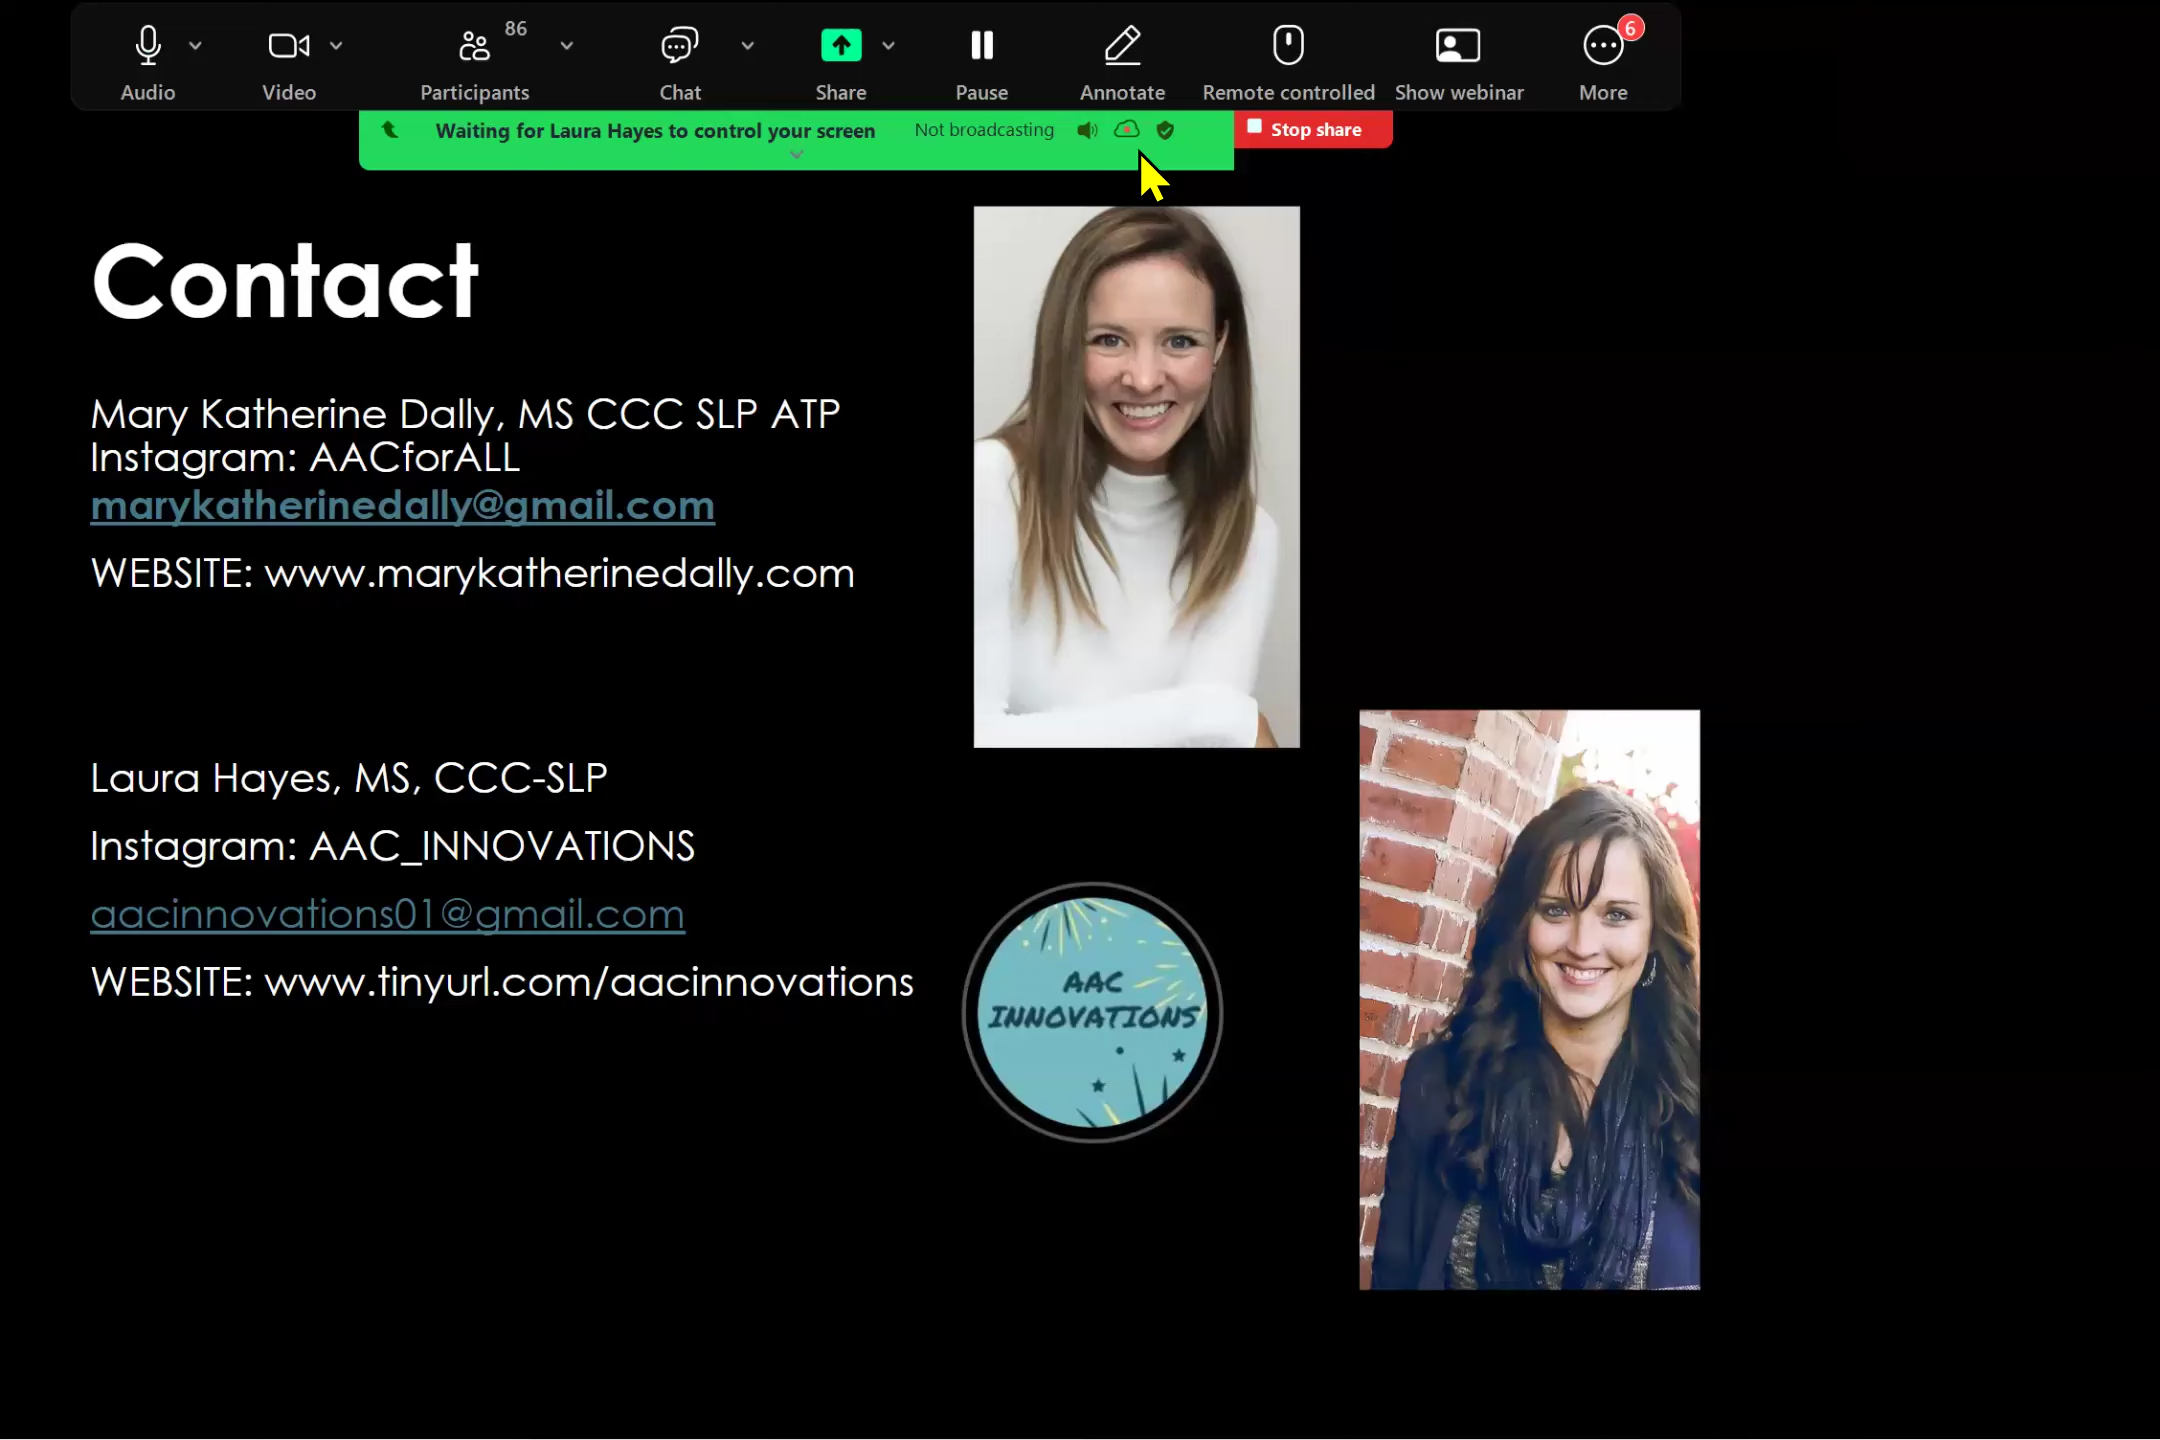 86
6
Audio
Video
Participants
Chat
Share
Pause
Annotate
Remote controlled
Show webinar
More
Waiting for Laura Hayes to control your screen
Not broadcasting
Stop share
Contact
Mary Katherine Dally, MS CCC SLP ATP
Instagram: AACforALL
marykatherinedally@gmail.com
WEBSITE: www.marykatherinedally.com
Laura Hayes, MS, CCC-SLP
Instagram: AAC_INNOVATIONS
aacinnovations01@gmail.com
WEBSITE: www.tinyurl.com/aacinnovations
AAC
INNOVATIONS